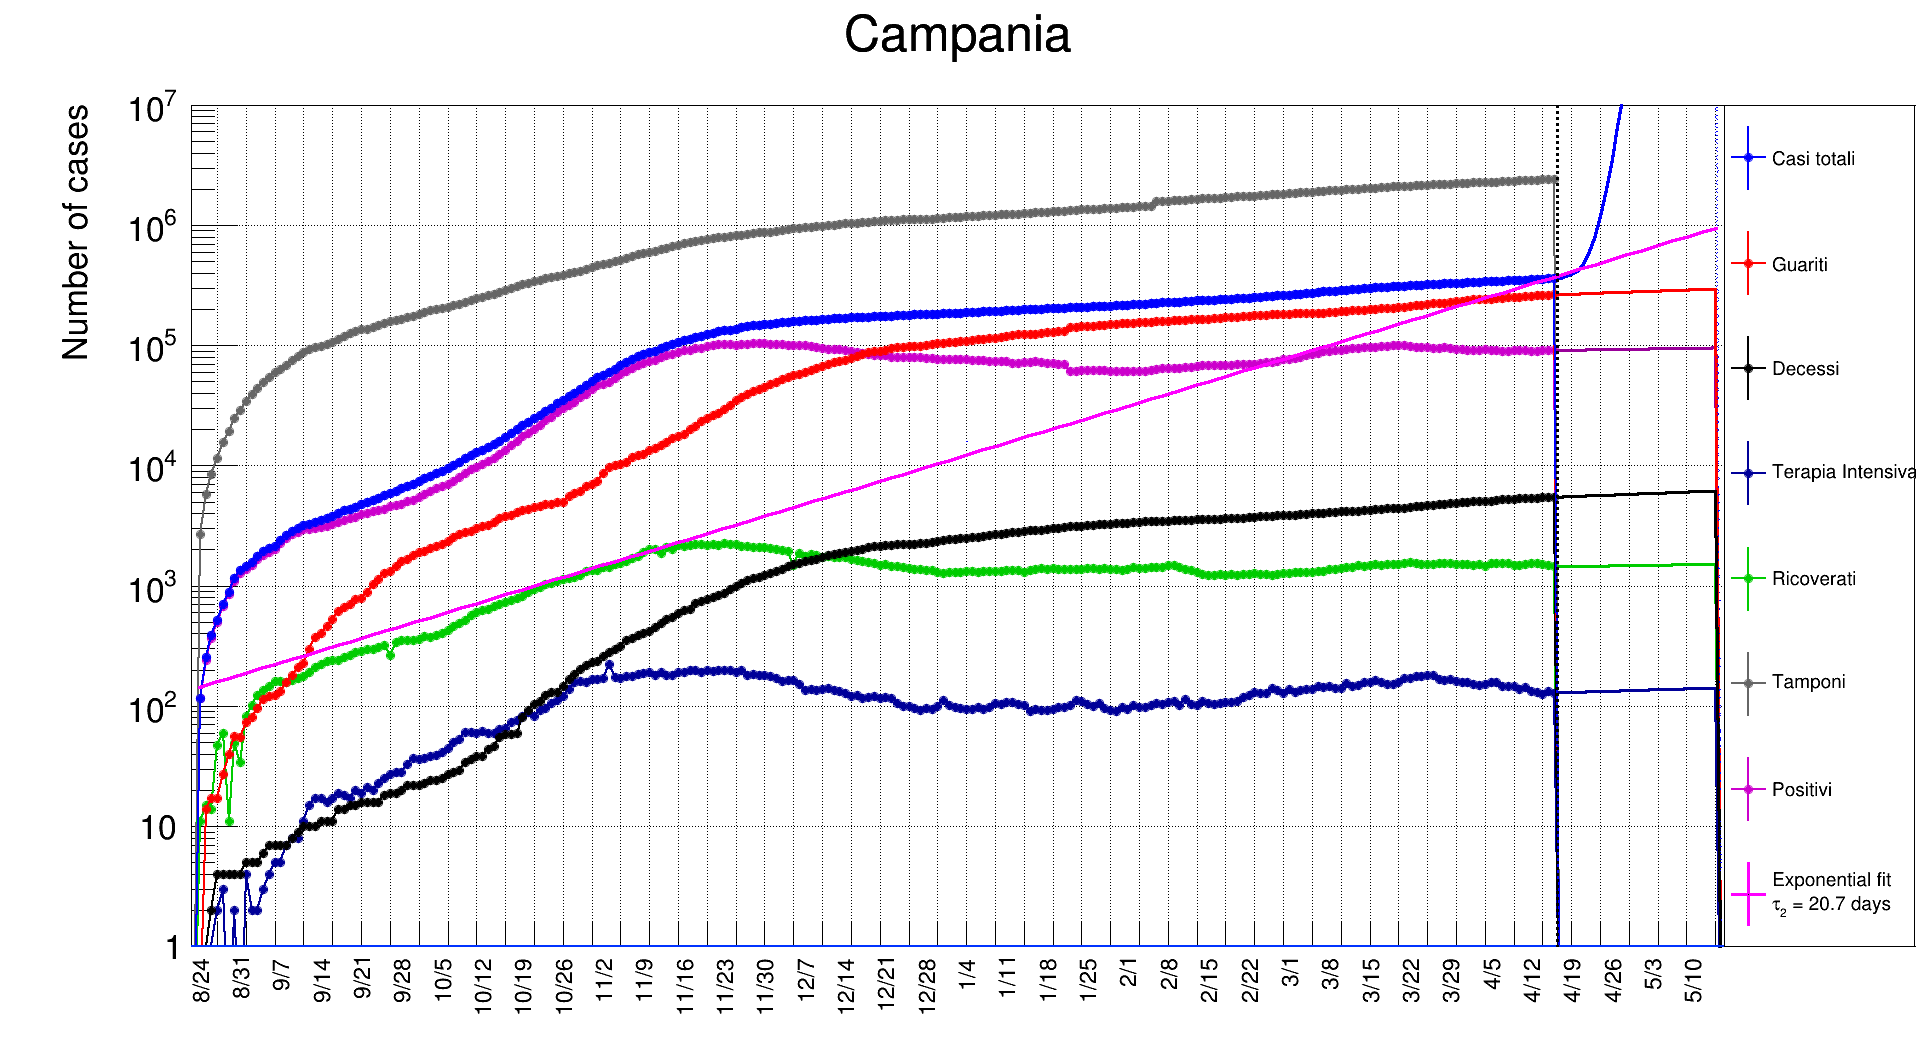 Campania
Number of cases
10^7
10^6
10^5
10^4
10^3
10^2
10
1
8/24 8/31 9/7 9/14 9/21 9/28 10/5 10/12 10/19 10/26 11/2 11/9 11/16 11/23 11/30 12/7 12/14 12/21 12/28 1/4 1/11 1/18 1/25 2/1 2/8 2/15 2/22 3/1 3/8 3/15 3/22 3/29 4/5 4/12 4/19 4/26 5/3 5/10
Casi totali
Guariti
Decessi
Terapia Intensiva
Ricoverati
Tamponi
Positivi
Exponential fit
τ₂ = 20.7 days